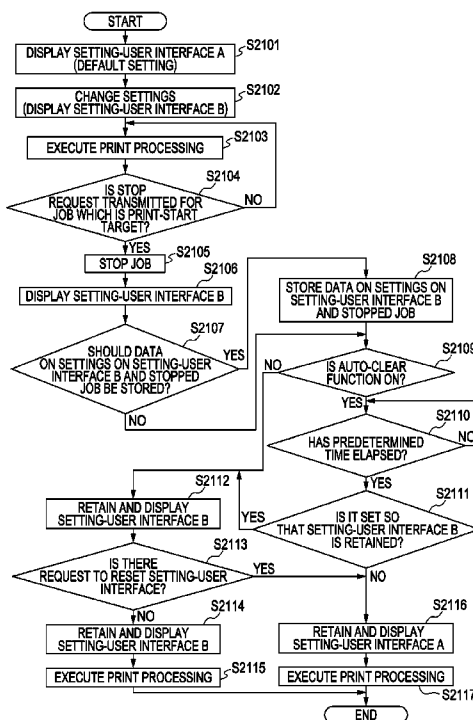 START
S2101
DISPLAY SETTING-USER INTERFACE A
(DEFAULT SETTING)
S2102
CHANGE SETTINGS
(DISPLAY SETTING-USER INTERFACE B)
S2103
EXECUTE PRINT PROCESSING
S2104
IS STOP
REQUEST TRANSMITTED FOR
JOB WHICH IS PRINT-START
TARGET?
NO
YES
S2105
STOP JOB
S2106
DISPLAY SETTING-USER INTERFACE B
S2107
SHOULD DATA
ON SETTINGS ON SETTING-USER
INTERFACE B AND STOPPED
JOB BE STORED?
YES
NO
S2108
STORE DATA ON SETTINGS ON
SETTING-USER INTERFACE B
AND STOPPED JOB
S2109
IS AUTO-CLEAR
FUNCTION ON?
NO
YES
S2110
HAS PREDETERMINED
TIME ELAPSED?
NO
YES
S2111
IS IT SET SO
THAT SETTING-USER INTERFACE B
IS RETAINED?
YES
NO
S2112
RETAIN AND DISPLAY
SETTING-USER INTERFACE B
S2113
IS THERE
REQUEST TO RESET SETTING-USER
INTERFACE?
YES
NO
S2114
RETAIN AND DISPLAY
SETTING-USER INTERFACE B
S2115
EXECUTE PRINT PROCESSING
S2116
RETAIN AND DISPLAY
SETTING-USER INTERFACE A
EXECUTE PRINT PROCESSING
S2117
END